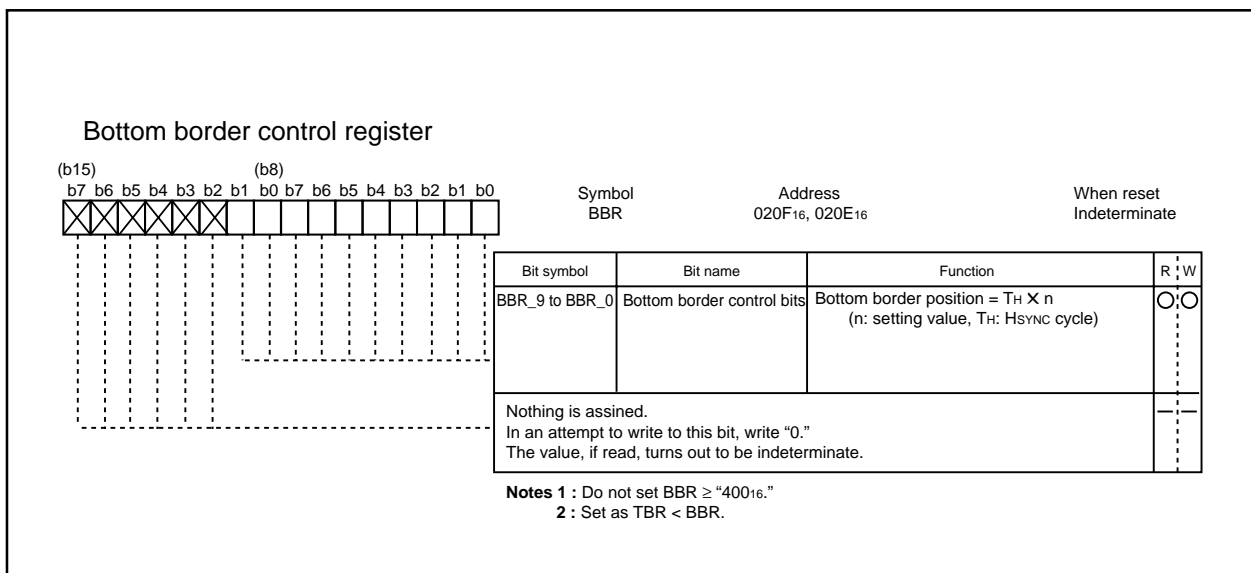 Bottom border control register
(b15) (b8)
b7 b6 b5 b4 b3 b2 b1 b0 b7 b6 b5 b4 b3 b2 b1 b0
Symbol Address When reset
BBR 020F16, 020E16 Indeterminate
Bit symbol Bit name Function R W
BBR_9 to BBR_0 Bottom border control bits Bottom border position = TH × n
(n: setting value, TH: HSYNC cycle)
Nothing is assined.
In an attempt to write to this bit, write “0.”
The value, if read, turns out to be indeterminate.
Notes 1 : Do not set BBR ≥ “40016.”
2 : Set as TBR < BBR.